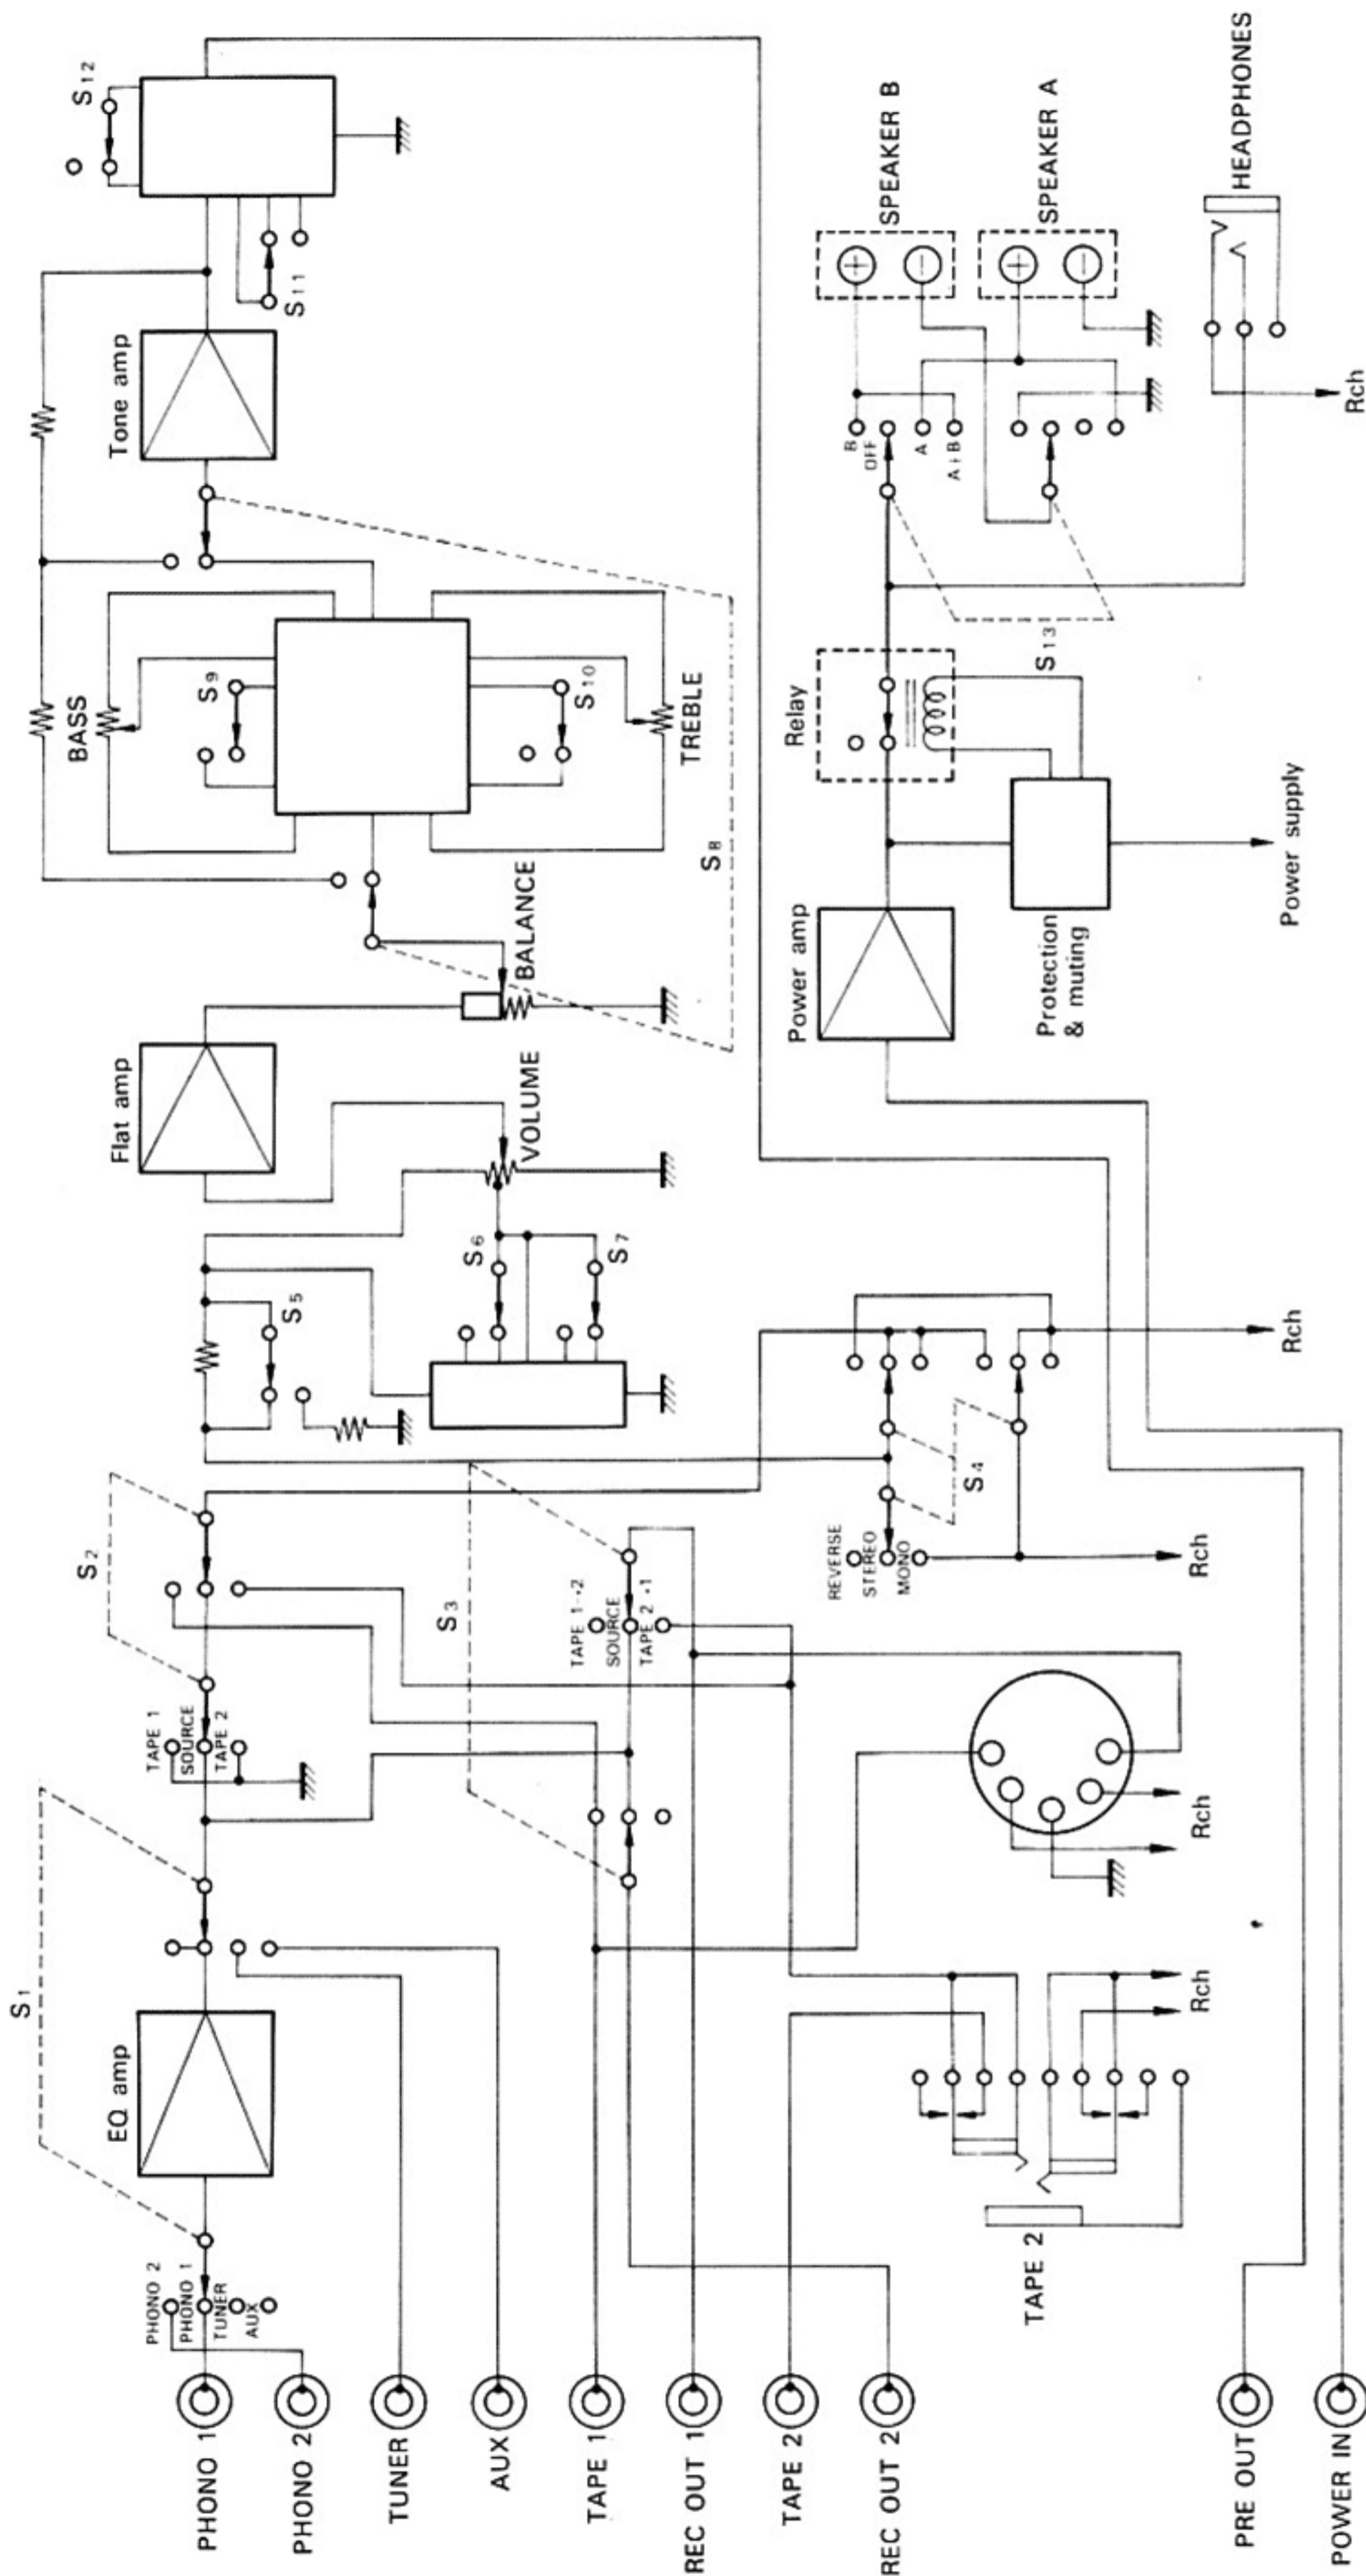 S1
EQ amp
PHONO 2
PHONO 1
TUNER
AUX
S2
TAPE 1
SOURCE
TAPE 2
S3
TAPE 1→2
SOURCE
TAPE 2→1
S4
REVERSE
STEREO
MONO
Rch
Rch
S5
S6
S7
VOLUME
Flat amp
BALANCE
S8
BASS
S9
S10
TREBLE
Tone amp
S11
S12
PHONO 1
PHONO 2
TUNER
AUX
TAPE 1
REC OUT 1
TAPE 2
REC OUT 2
PRE OUT
POWER IN
TAPE 2
Rch
Rch
Power amp
Protection
& muting
Power supply
Relay
S13
B
OFF
A
A+B
SPEAKER B
SPEAKER A
+
−
+
−
HEADPHONES
Rch